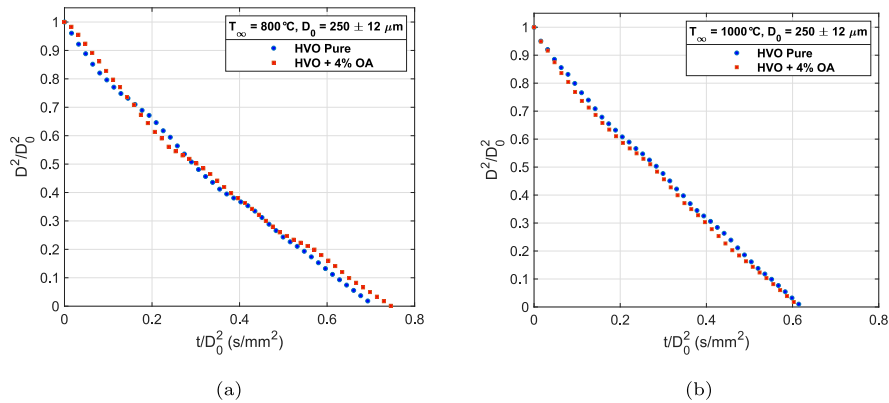 T∞ = 800°C, D₀ = 250 ± 12 μm
HVO Pure
HVO + 4% OA
D²/D₀²
1
0.9
0.8
0.7
0.6
0.5
0.4
0.3
0.2
0.1
0
0 0.2 0.4 0.6 0.8
t/D₀² (s/mm²)
(a)
T∞ = 1000°C, D₀ = 250 ± 12 μm
HVO Pure
HVO + 4% OA
D²/D₀²
1
0.9
0.8
0.7
0.6
0.5
0.4
0.3
0.2
0.1
0
0 0.2 0.4 0.6 0.8
t/D₀² (s/mm²)
(b)